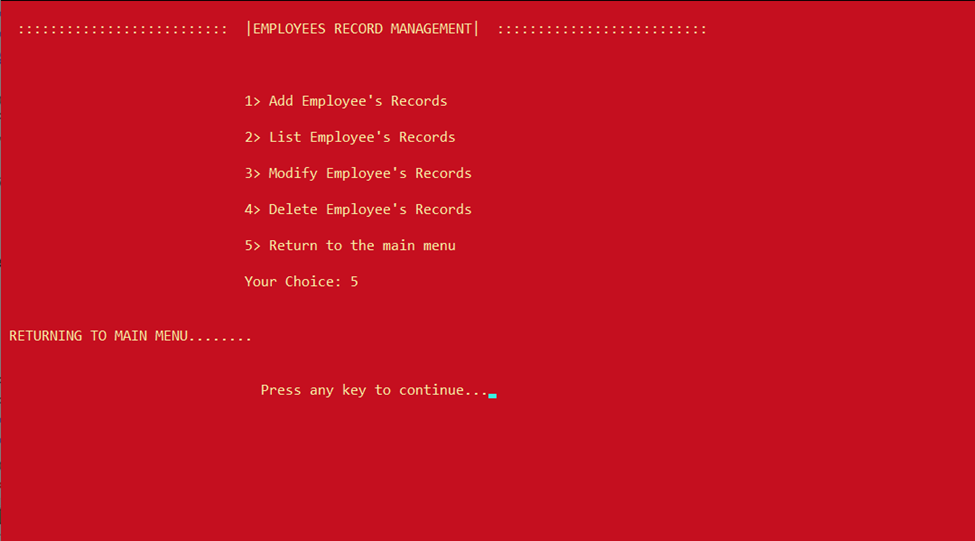 :::::::::::::::::::::::::: |EMPLOYEES RECORD MANAGEMENT| ::::::::::::::::::::::::::
1> Add Employee's Records
2> List Employee's Records
3> Modify Employee's Records
4> Delete Employee's Records
5> Return to the main menu
Your Choice: 5
RETURNING TO MAIN MENU........
Press any key to continue...